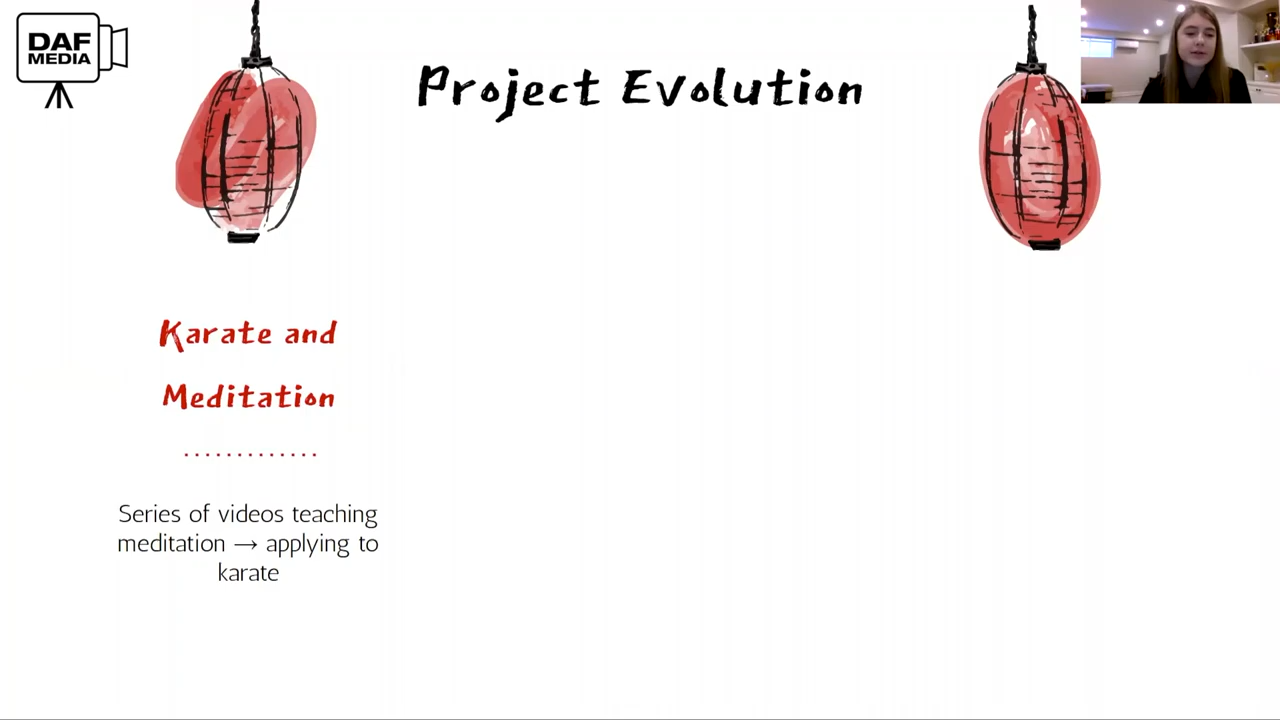 DAF
MEDIA
Project Evolution
Karate and
Meditation
.............
Series of videos teaching
meditation → applying to
karate